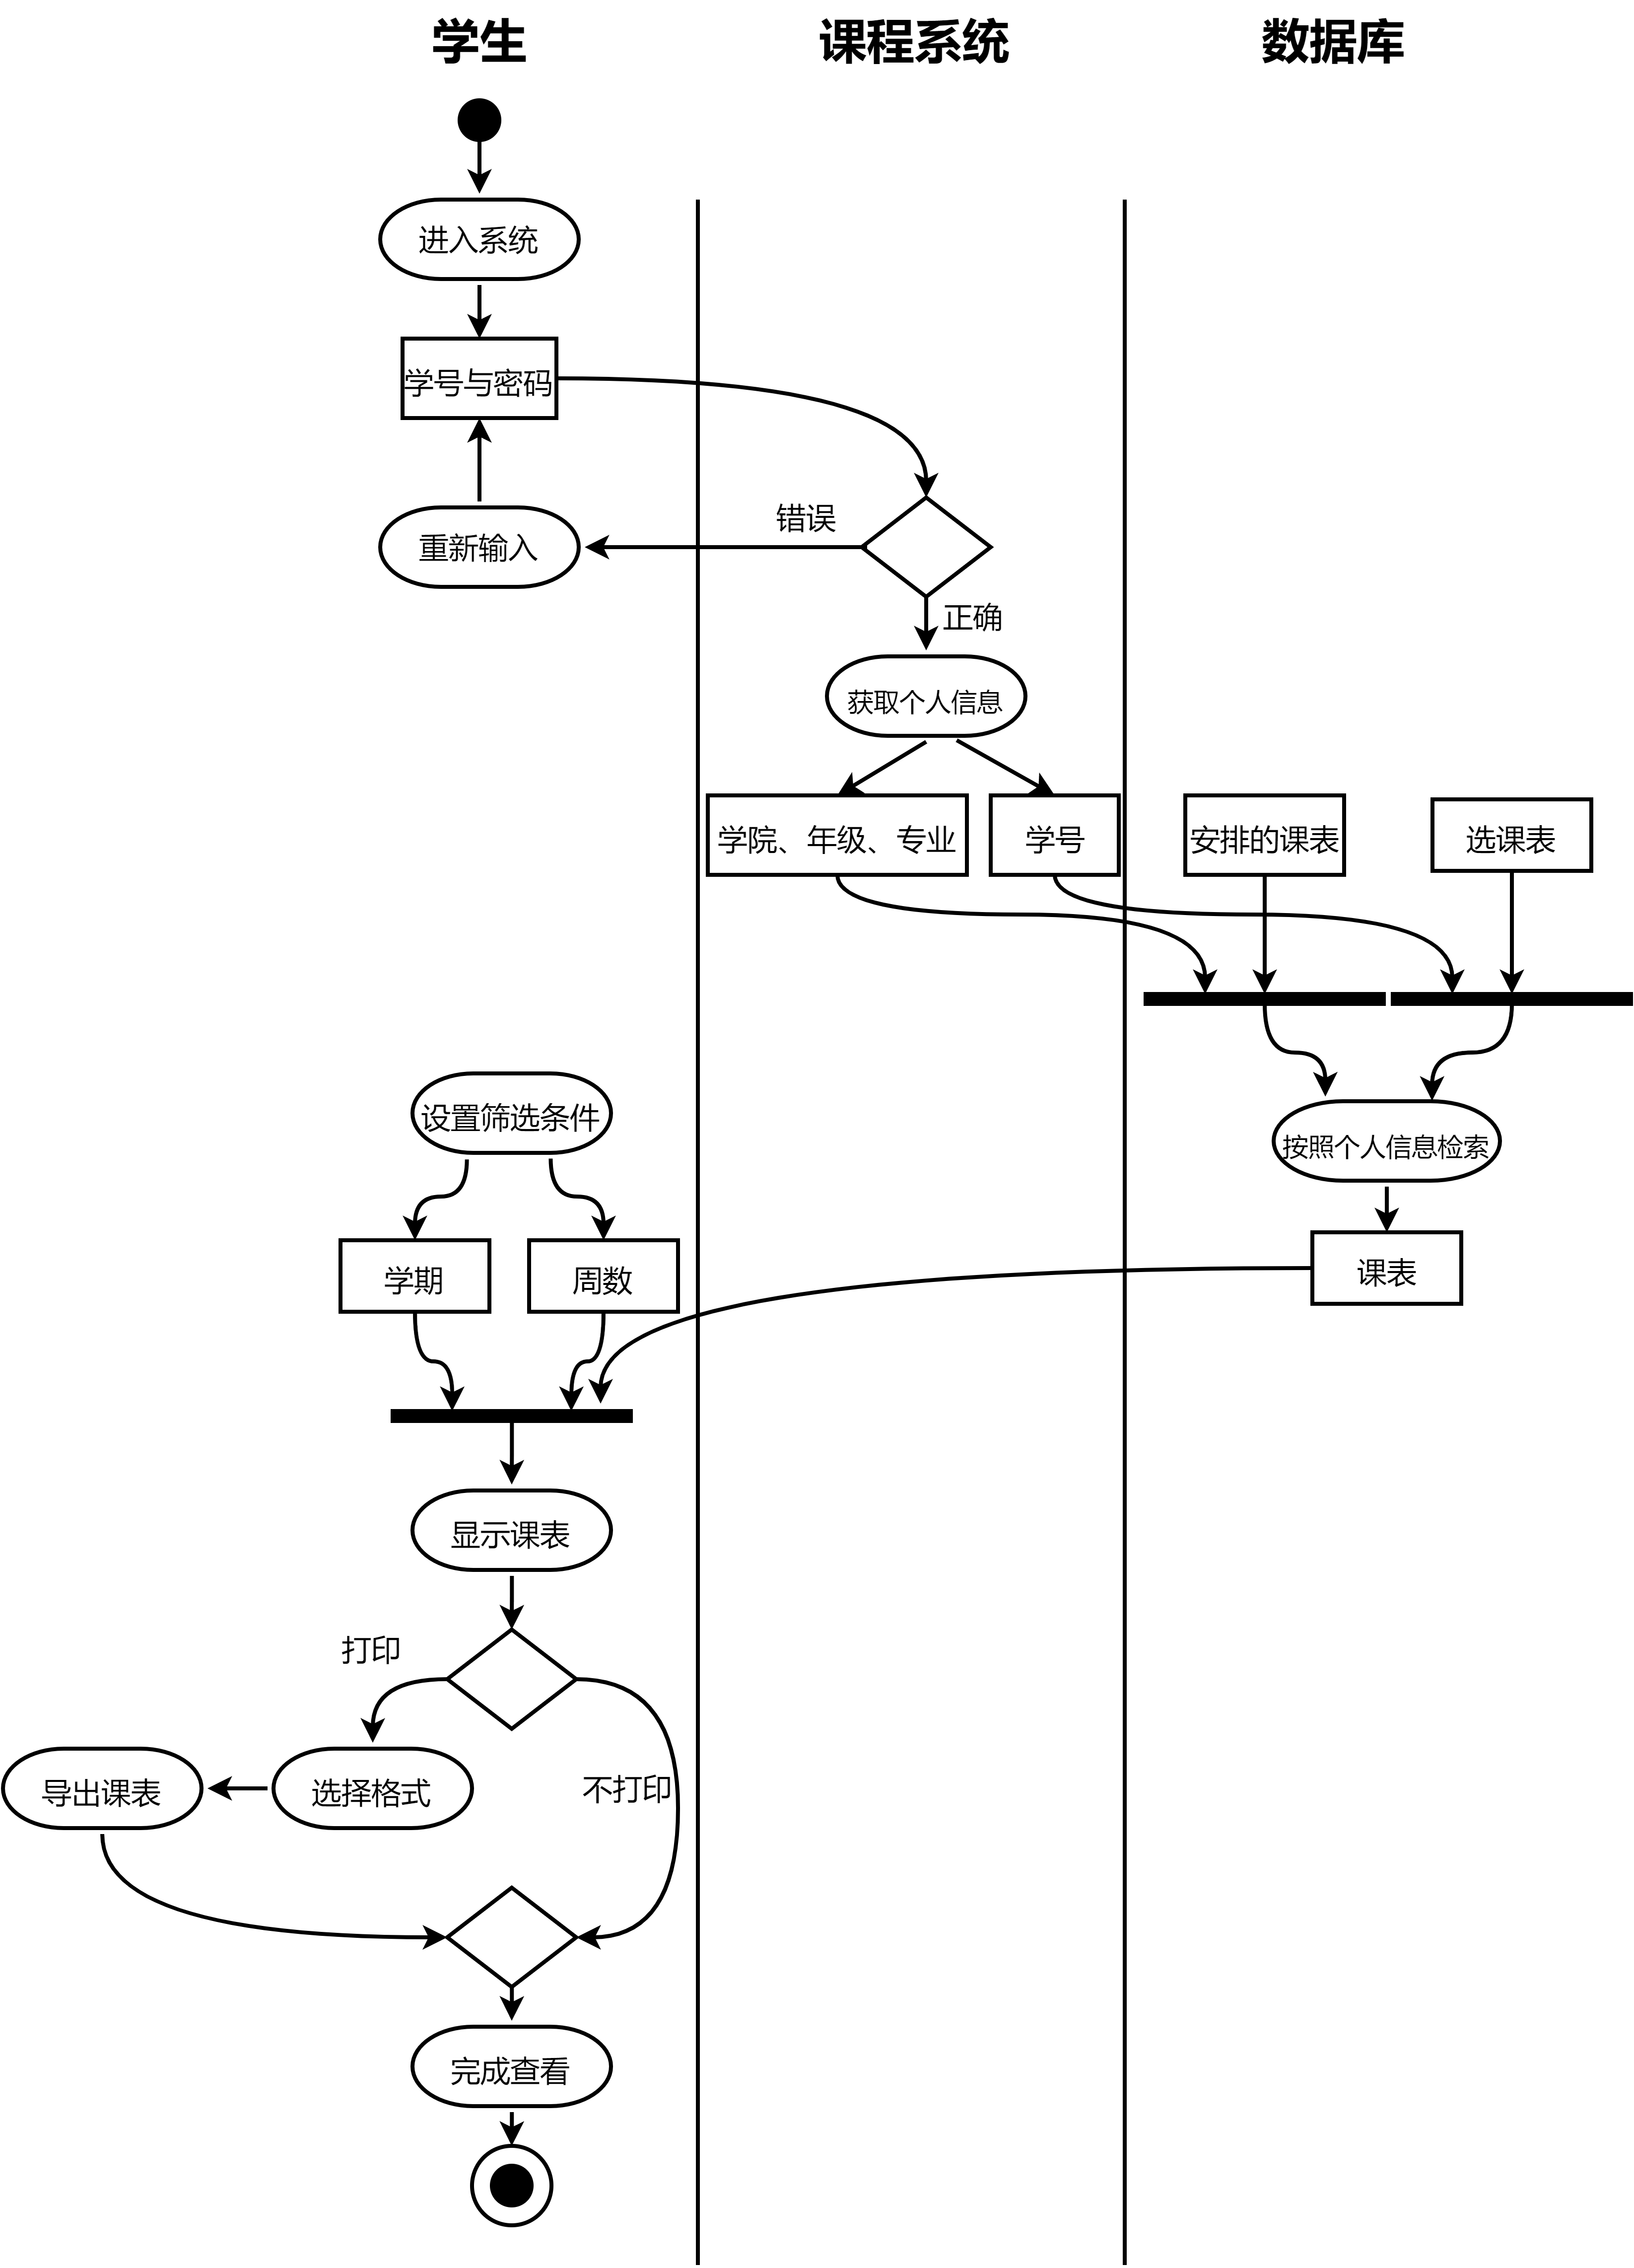 学生
课程系统
数据库
进入系统
学号与密码
错误
重新输入
正确
获取个人信息
学院、年级、专业
学号
安排的课表
选课表
设置筛选条件
按照个人信息检索
学期
周数
课表
显示课表
打印
不打印
导出课表
选择格式
完成查看